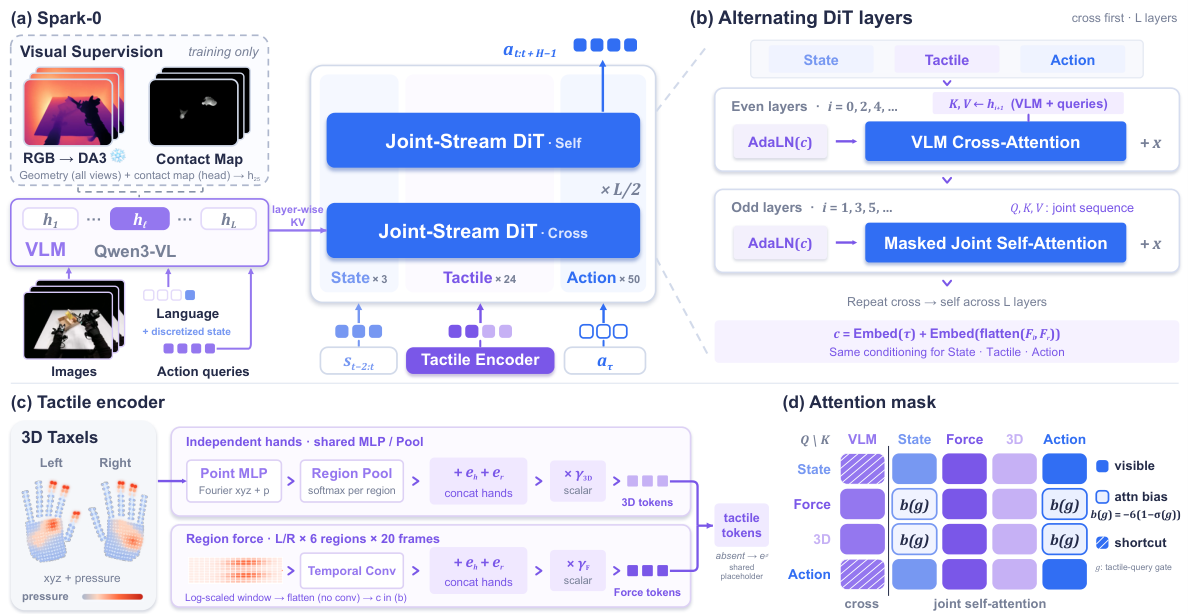 (a) Spark-0
Visual Supervision training only
RGB → DA3
Contact Map
Geometry (all views) + contact map (head) → h₂₅
h₁ ··· hₗ ··· h_L
VLM Qwen3-VL
layer-wise
KV
Images
Language
+ discretized state
Action queries
a_{t:t+H−1}
Joint-Stream DiT · Self
× L/2
Joint-Stream DiT · Cross
State × 3
Tactile × 24
Action × 50
s_{t−2:t}
Tactile Encoder
a_τ
(b) Alternating DiT layers
cross first · L layers
State
Tactile
Action
Even layers · i = 0, 2, 4, ...
K, V ← h_{i+1} (VLM + queries)
AdaLN(c)
VLM Cross-Attention
+ x
Odd layers · i = 1, 3, 5, ...
Q, K, V : joint sequence
AdaLN(c)
Masked Joint Self-Attention
+ x
Repeat cross → self across L layers
c = Embed(τ) + Embed(flatten(F_l, F_r))
Same conditioning for State · Tactile · Action
(c) Tactile encoder
3D Taxels
Left
Right
xyz + pressure
pressure
Independent hands · shared MLP / Pool
Point MLP
Fourier xyz + p
Region Pool
softmax per region
+ e_h + e_r
concat hands
× γ_{3D}
scalar
3D tokens
Region force · L/R × 6 regions × 20 frames
Temporal Conv
+ e_h + e_r
concat hands
× γ_F
scalar
Force tokens
Log-scaled window → flatten (no conv) → c in (b)
tactile
tokens
absent → e^∅
shared
placeholder
(d) Attention mask
Q \ K
VLM
State
Force
3D
Action
State
Force
b(g)
b(g)
3D
b(g)
b(g)
Action
cross
joint self-attention
visible
attn bias
b(g) = −6(1−σ(g))
shortcut
g: tactile-query gate